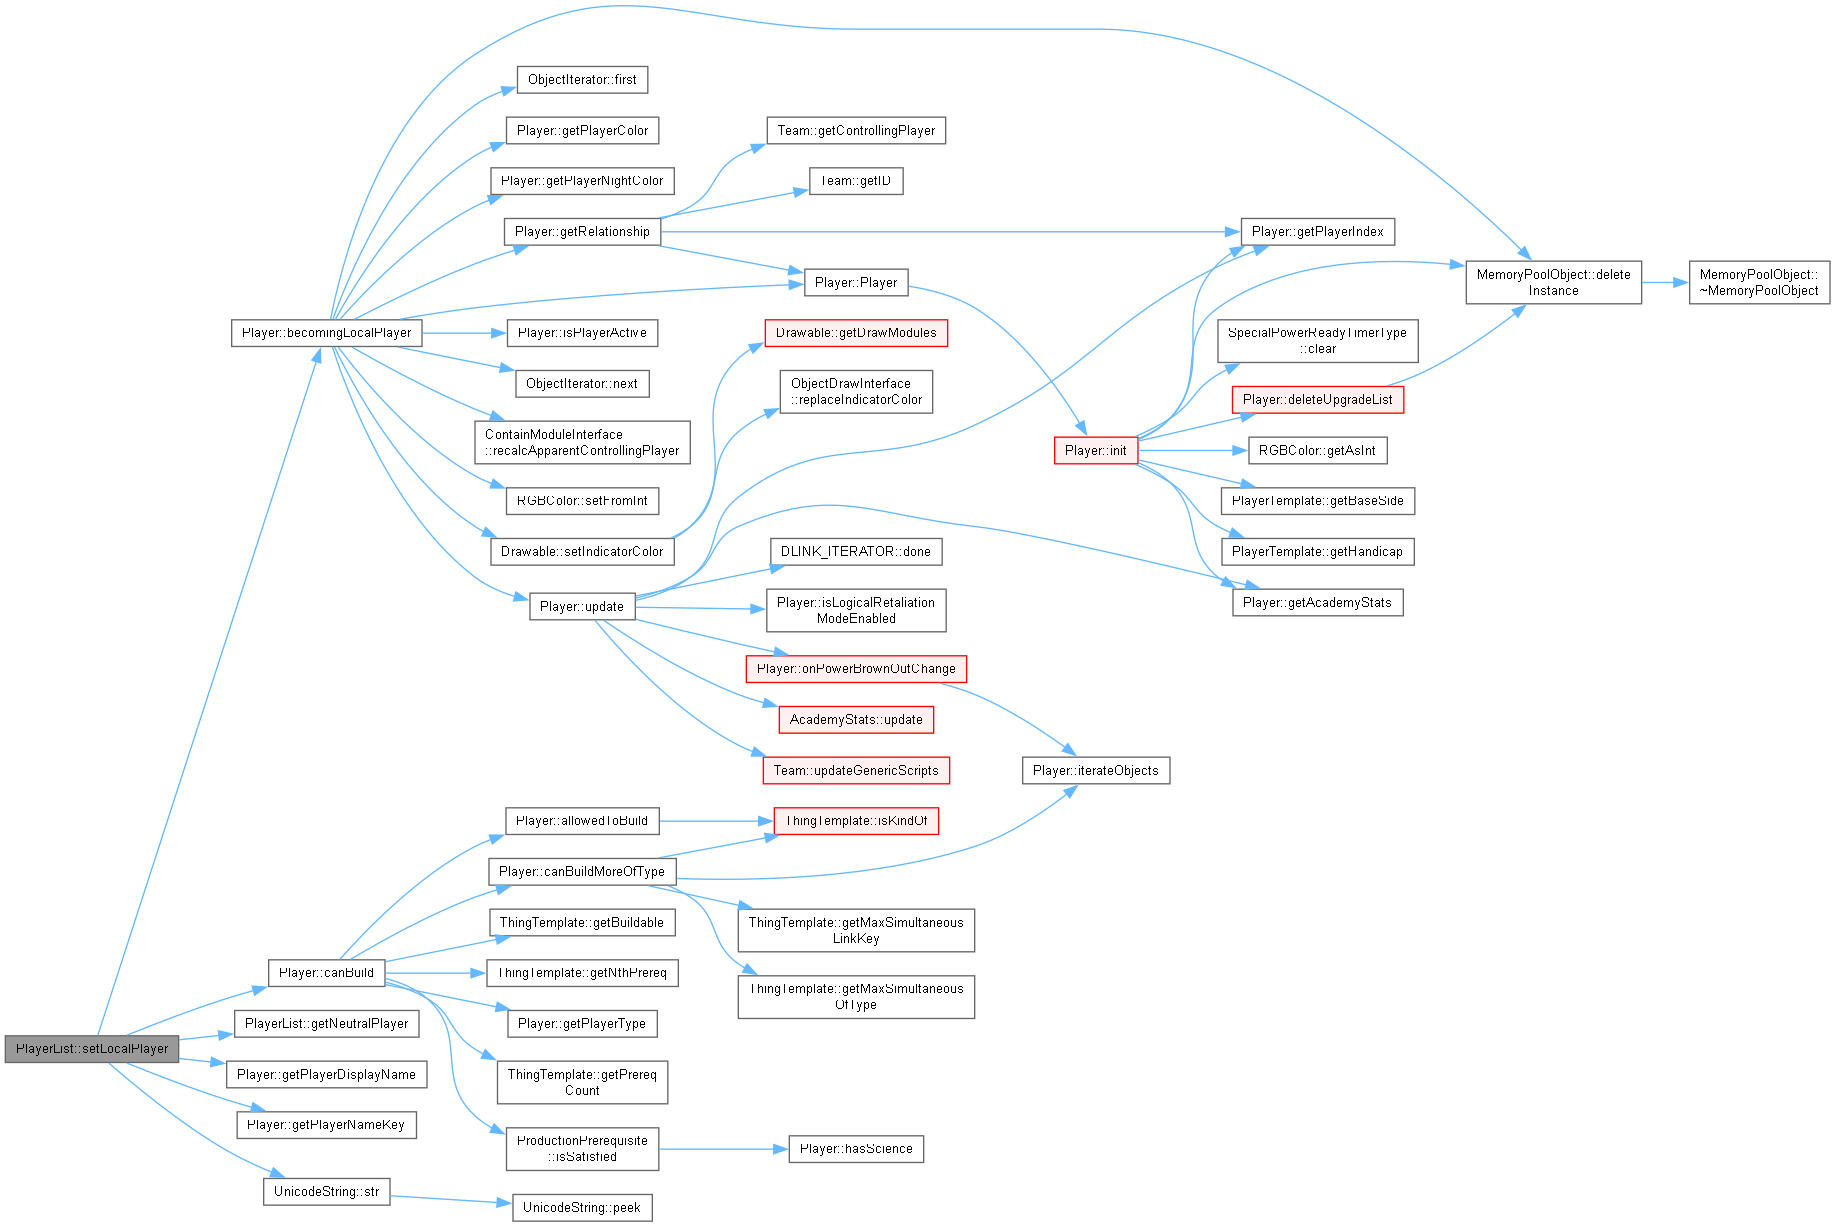 ObjectIterator::first
Player::getPlayerColor
Team::getControllingPlayer
Player::getPlayerNightColor
Team::getID
Player::getRelationship
Player::getPlayerIndex
Player::Player
MemoryPoolObject::delete
Instance
MemoryPoolObject::
~MemoryPoolObject
Player::becomingLocalPlayer
Player::isPlayerActive
Drawable::getDrawModules
SpecialPowerReadyTimerType
::clear
ObjectIterator::next
ObjectDrawInterface
::replaceIndicatorColor
Player::deleteUpgradeList
ContainModuleInterface
::recalcApparentControllingPlayer
Player::init
RGBColor::getAsInt
RGBColor::setFromInt
PlayerTemplate::getBaseSide
Drawable::setIndicatorColor
DLINK_ITERATOR::done
PlayerTemplate::getHandicap
Player::update
Player::isLogicalRetaliation
ModeEnabled
Player::getAcademyStats
Player::onPowerBrownOutChange
AcademyStats::update
Team::updateGenericScripts
Player::iterateObjects
Player::allowedToBuild
ThingTemplate::isKindOf
Player::canBuildMoreOfType
ThingTemplate::getBuildable
ThingTemplate::getMaxSimultaneous
LinkKey
Player::canBuild
ThingTemplate::getNthPrereq
ThingTemplate::getMaxSimultaneous
OfType
PlayerList::getNeutralPlayer
Player::getPlayerType
PlayerList::setLocalPlayer
Player::getPlayerDisplayName
ThingTemplate::getPrereq
Count
Player::getPlayerNameKey
ProductionPrerequisite
::isSatisfied
Player::hasScience
UnicodeString::str
UnicodeString::peek